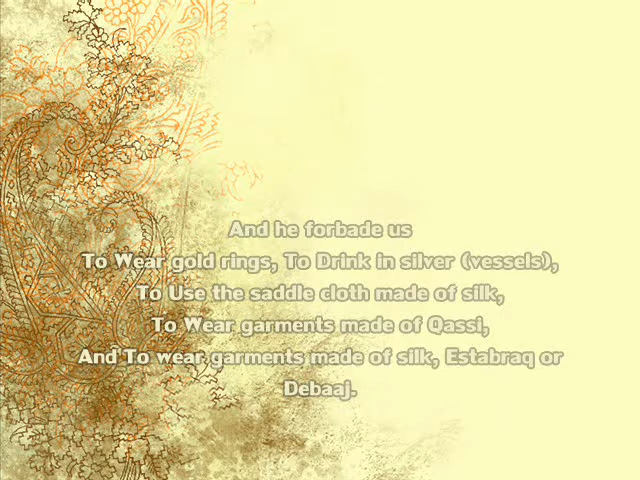 And he forbade us
To Wear gold rings, To Drink in silver (vessels),
To Use the saddle cloth made of silk,
To Wear garments made of Qassi,
And To wear garments made of silk, Estabraq or
Debaaj.